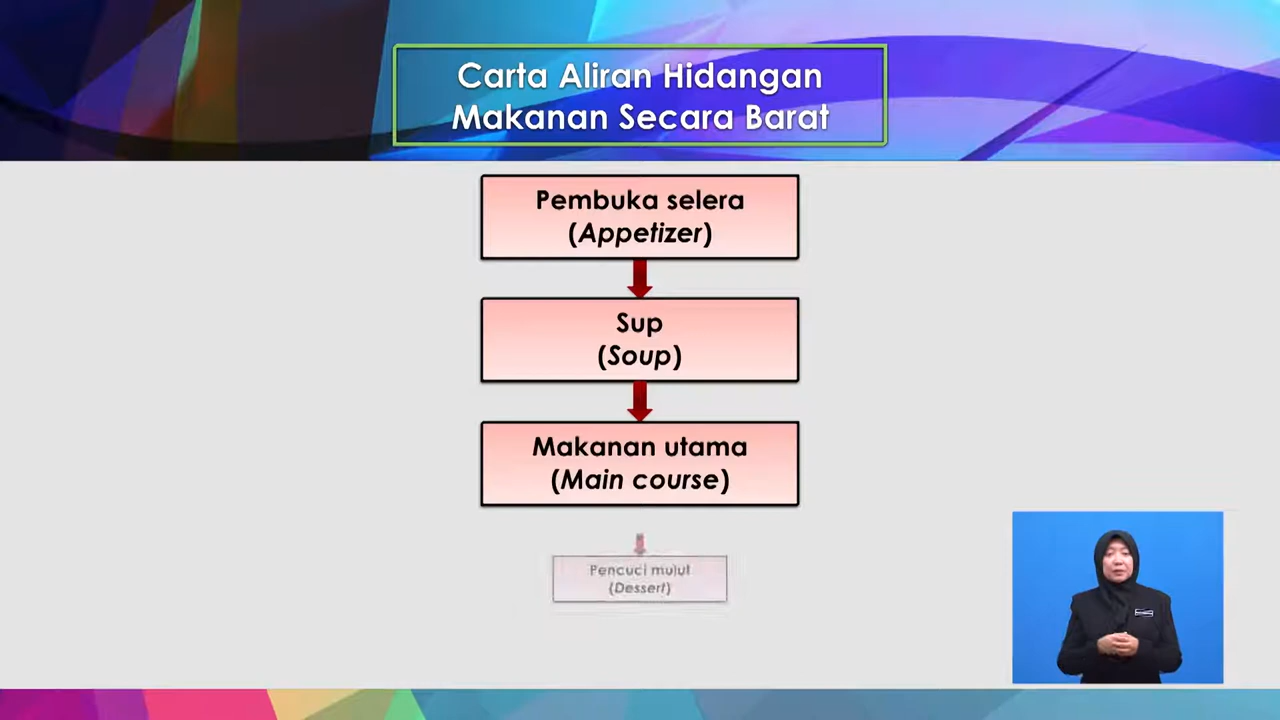 Carta Aliran Hidangan
Makanan Secara Barat
Pembuka selera
(Appetizer)
Sup
(Soup)
Makanan utama
(Main course)
Pencuci mulut
(Dessert)